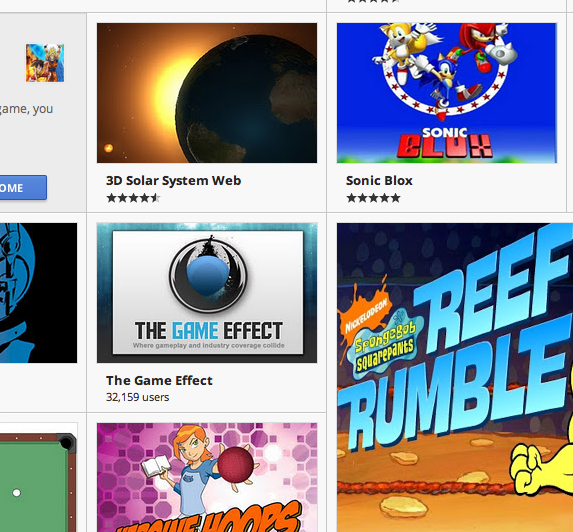 game, you
OME
3D Solar System Web
SONIC
BLOX
Sonic Blox
THE GAME EFFECT
Where gameplay and industry coverage collide
The Game Effect
32,159 users
NICKELODEON
SpongeBob
SQUAREPANTS
REEF
RUMBLE
HOOPS